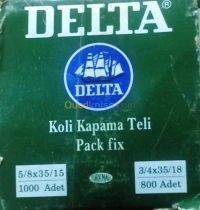 DELTA®
DELTA
Koli Kapama Teli
Pack fix
5/8x35/15
1000 Adet
3/4x35/18
800 Adet